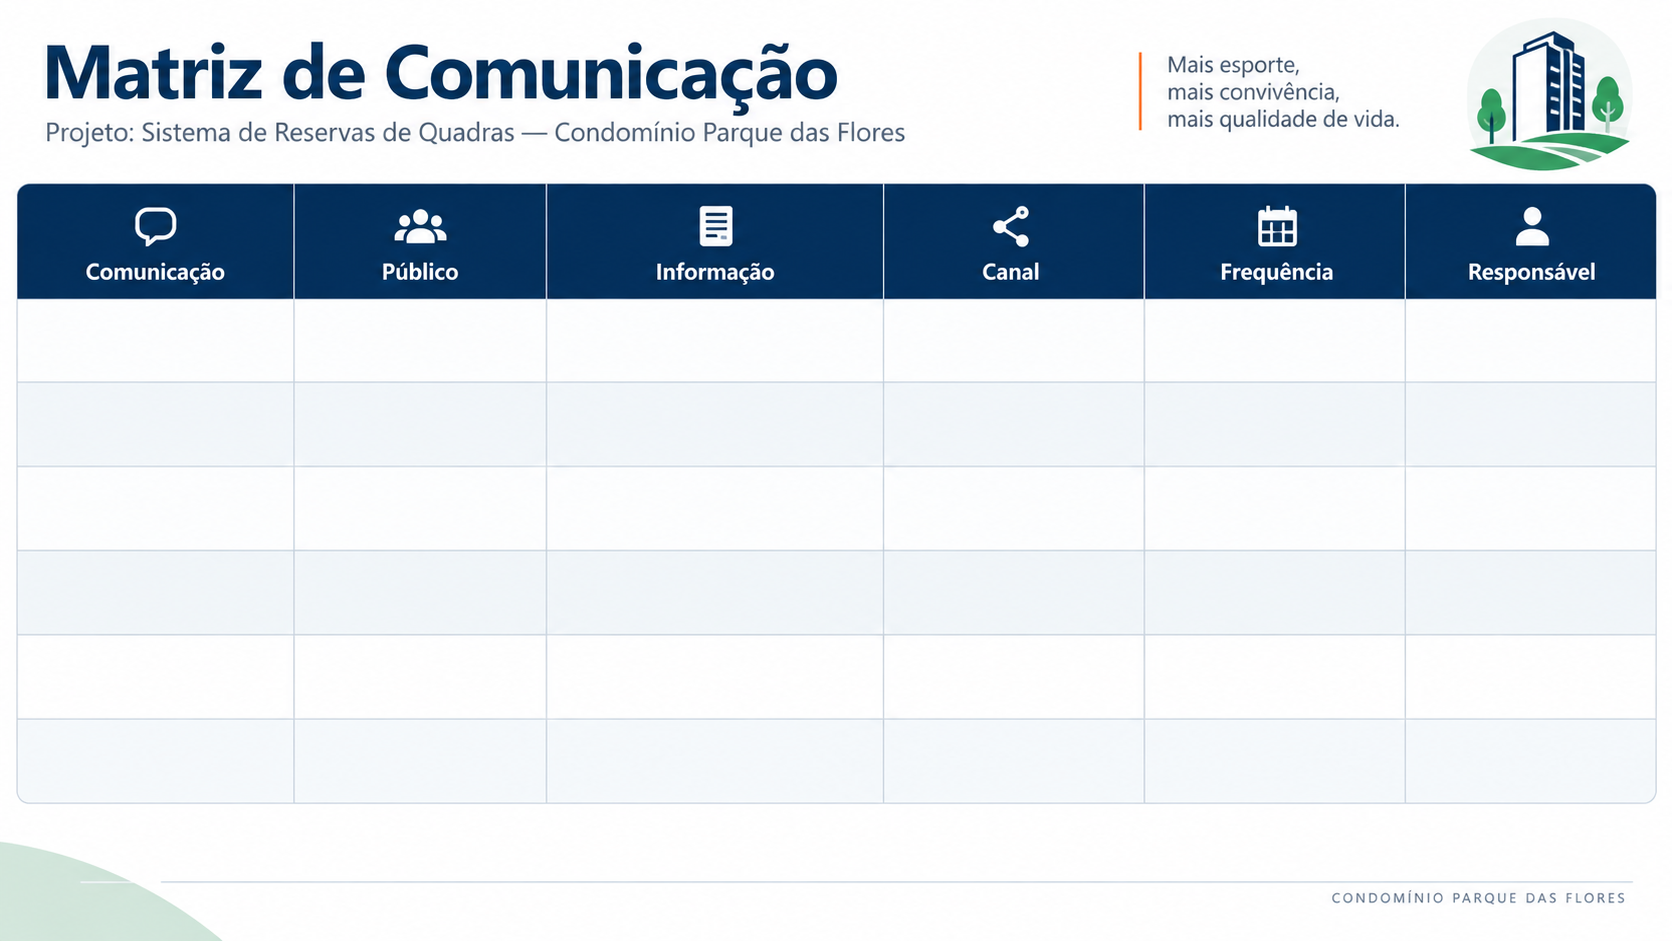 Matriz de Comunicação
Projeto: Sistema de Reservas de Quadras — Condomínio Parque das Flores
Mais esporte,
mais convivência,
mais qualidade de vida.
Comunicação
Público
Informação
Canal
Frequência
Responsável
CONDOMÍNIO PARQUE DAS FLORES